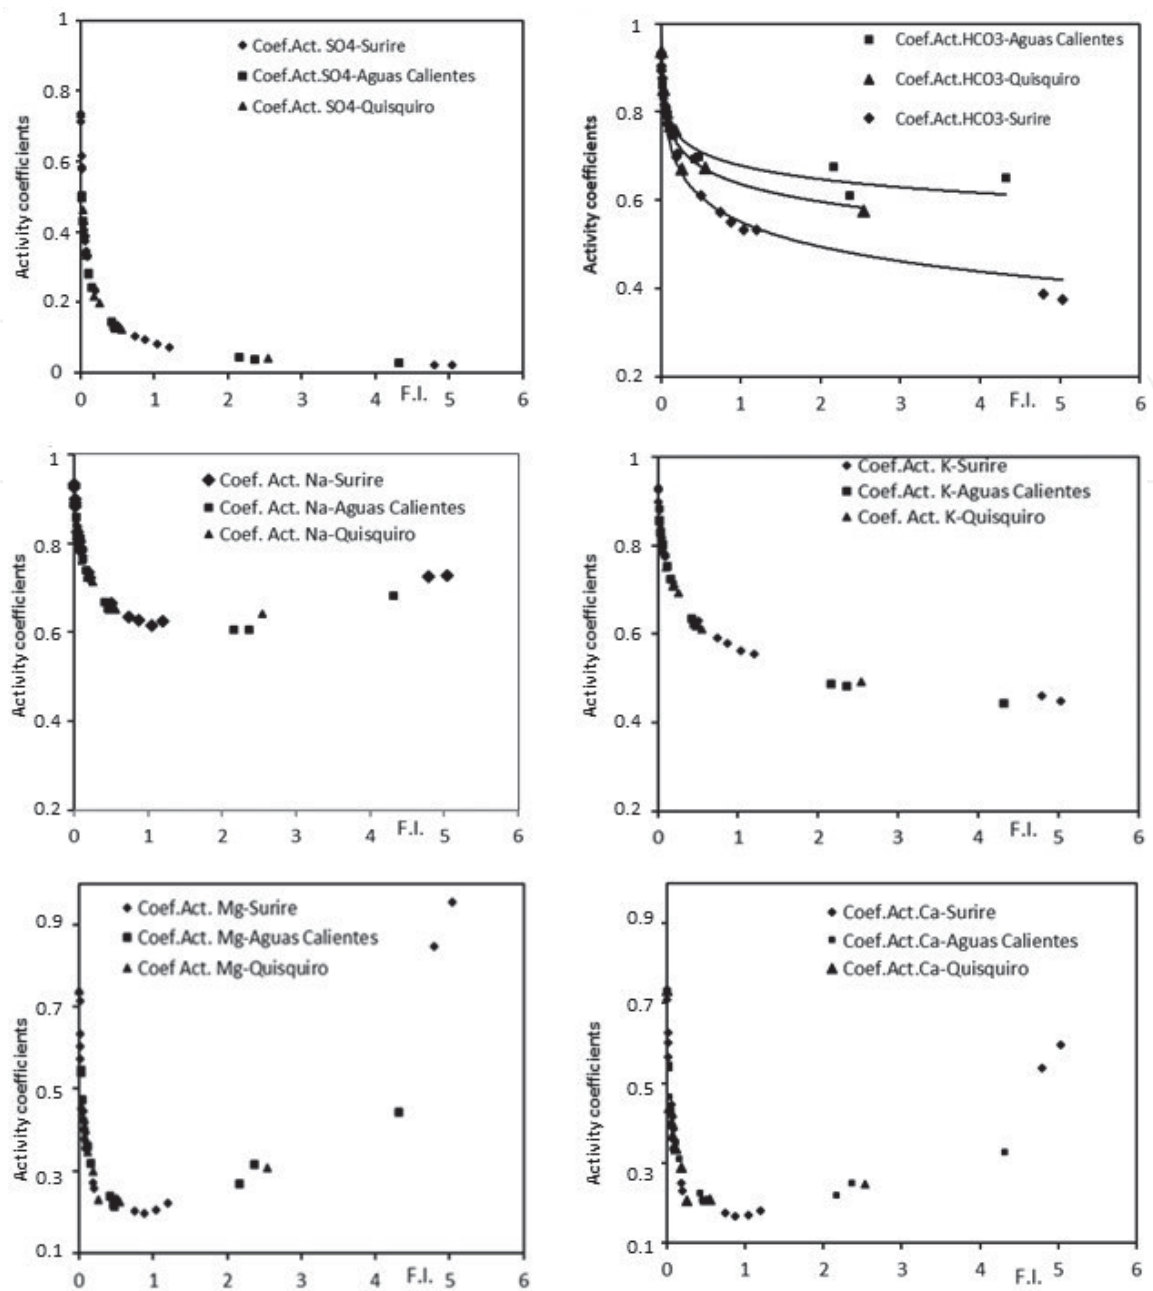 1
0.8
0.6
0.4
0.2
0
Activity coefficients
Coef.Act. SO4-Surire
Coef.Act.SO4-Aguas Calientes
Coef.Act. SO4-Quisquiro
0 1 2 3 4 F.I. 5 6
1
0.8
0.6
0.4
0.2
Activity coefficients
Coef.Act.HCO3-Aguas Calientes
Coef.Act.HCO3-Quisquiro
Coef.Act.HCO3-Surire
0 1 2 3 4 F.I. 5 6
1
0.8
0.6
0.4
0.2
Activity coefficients
Coef. Act. Na-Surire
Coef. Act. Na-Aguas Calientes
Coef. Act. Na-Quisquiro
0 1 2 3 4 F.I. 5 6
1
0.8
0.6
0.4
0.2
Activity coefficients
Coef.Act. K-Surire
Coef.Act. K-Aguas Calientes
Coef. Act. K-Quisquiro
0 1 2 3 4 F.I. 5 6
0.9
0.7
0.5
0.3
0.1
Activity coefficients
Coef.Act. Mg-Surire
Coef.Act. Mg-Aguas Calientes
Coef Act. Mg-Quisquiro
0 1 2 3 4 F.I. 5 6
0.9
0.7
0.5
0.3
0.1
Activity coefficients
Coef.Act.Ca-Surire
Coef.Act.Ca-Aguas Calientes
Coef.Act.Ca-Quisquiro
0 1 2 3 4 F.I. 5 6